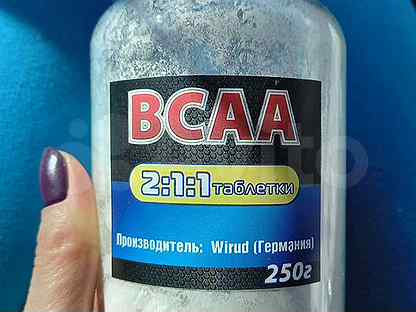 BCAA
2:1:1 таблетки
Производитель: Wirud (Германия)
250г